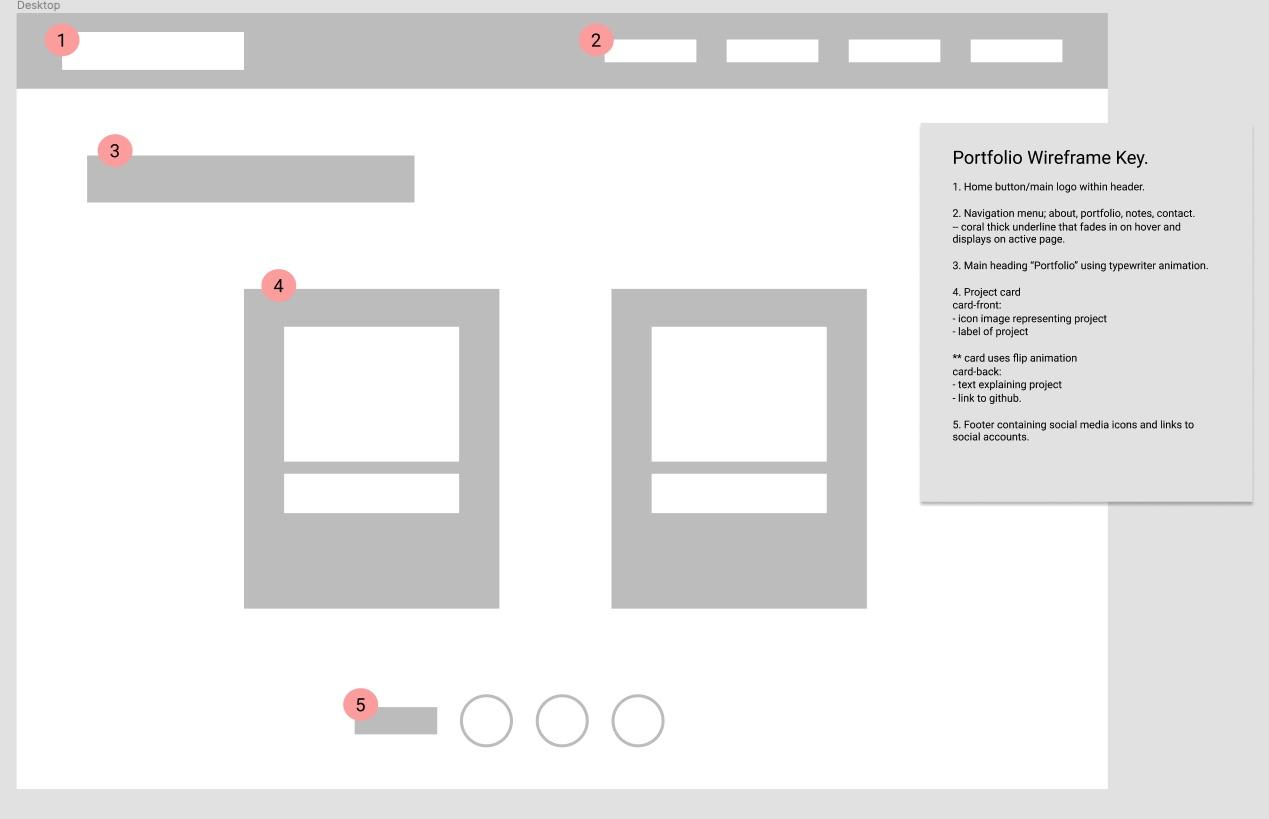 Desktop
1
2
3
4
5
Portfolio Wireframe Key.
1. Home button/main logo within header.
2. Navigation menu; about, portfolio, notes, contact.
-- coral thick underline that fades in on hover and
displays on active page.
3. Main heading “Portfolio” using typewriter animation.
4. Project card
card-front:
- icon image representing project
- label of project
** card uses flip animation
card-back:
- text explaining project
- link to github.
5. Footer containing social media icons and links to
social accounts.